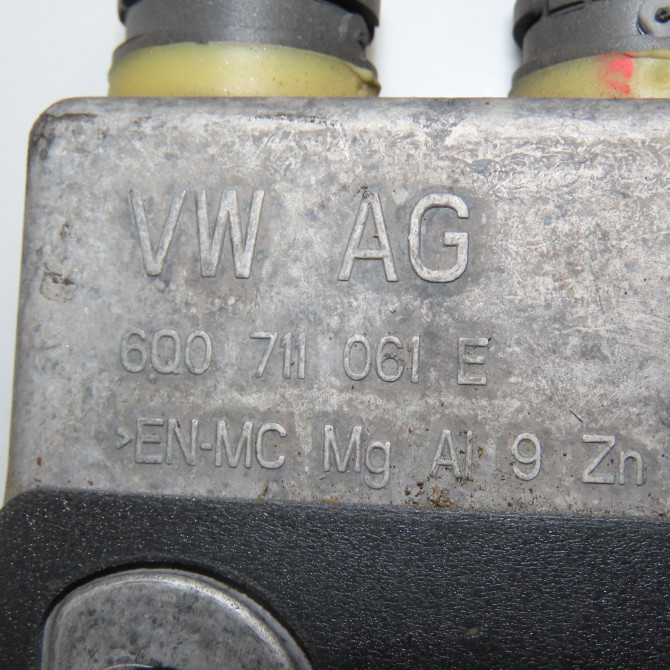 VW AG
6Q0 711 061 E
>EN-MC Mg Al 9 Zn